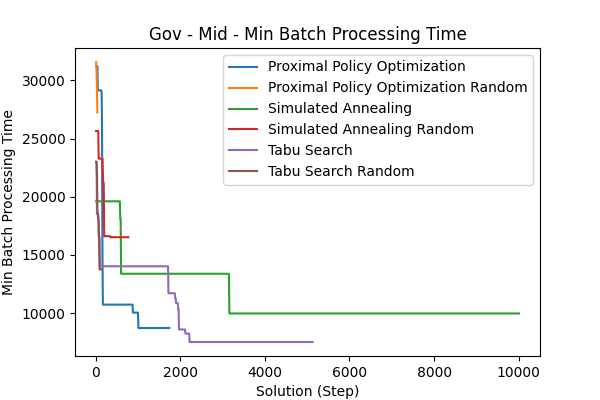 Gov - Mid - Min Batch Processing Time
Proximal Policy Optimization
Proximal Policy Optimization Random
Simulated Annealing
Simulated Annealing Random
Tabu Search
Tabu Search Random
Min Batch Processing Time
30000
25000
20000
15000
10000
0
2000
4000
6000
8000
10000
Solution (Step)